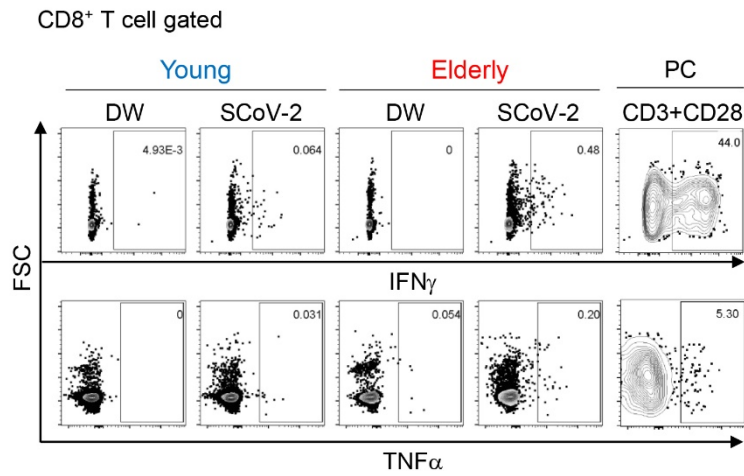 CD8⁺ T cell gated
Young Elderly PC
DW SCoV-2 DW SCoV-2 CD3+CD28
4.93E-3 0.064 0 0.48 44.0
FSC
IFNγ
0 0.031 0.054 0.20 5.30
TNFα